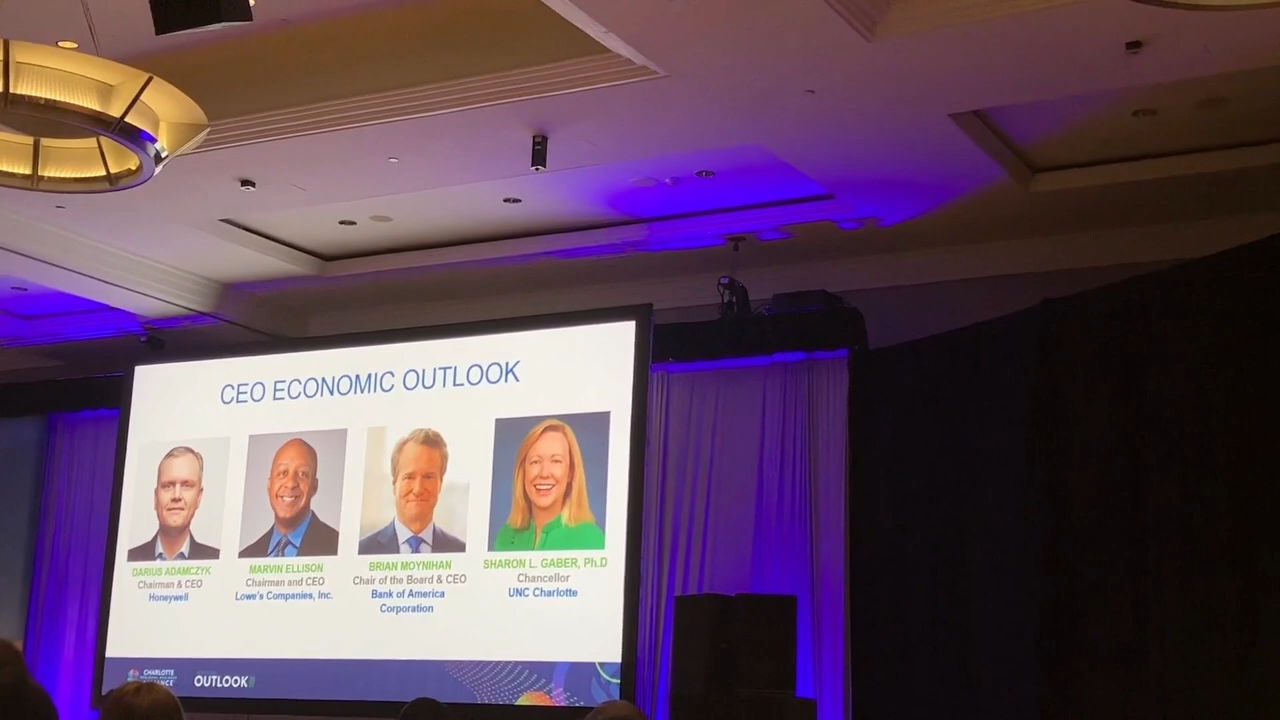 CEO ECONOMIC OUTLOOK
DARIUS ADAMCZYK
Chairman & CEO
Honeywell
MARVIN ELLISON
Chairman and CEO
Lowe's Companies, Inc.
BRIAN MOYNIHAN
Chair of the Board & CEO
Bank of America
Corporation
SHARON L. GABER, Ph.D
Chancellor
UNC Charlotte
CHARLOTTE
OUTLOOK